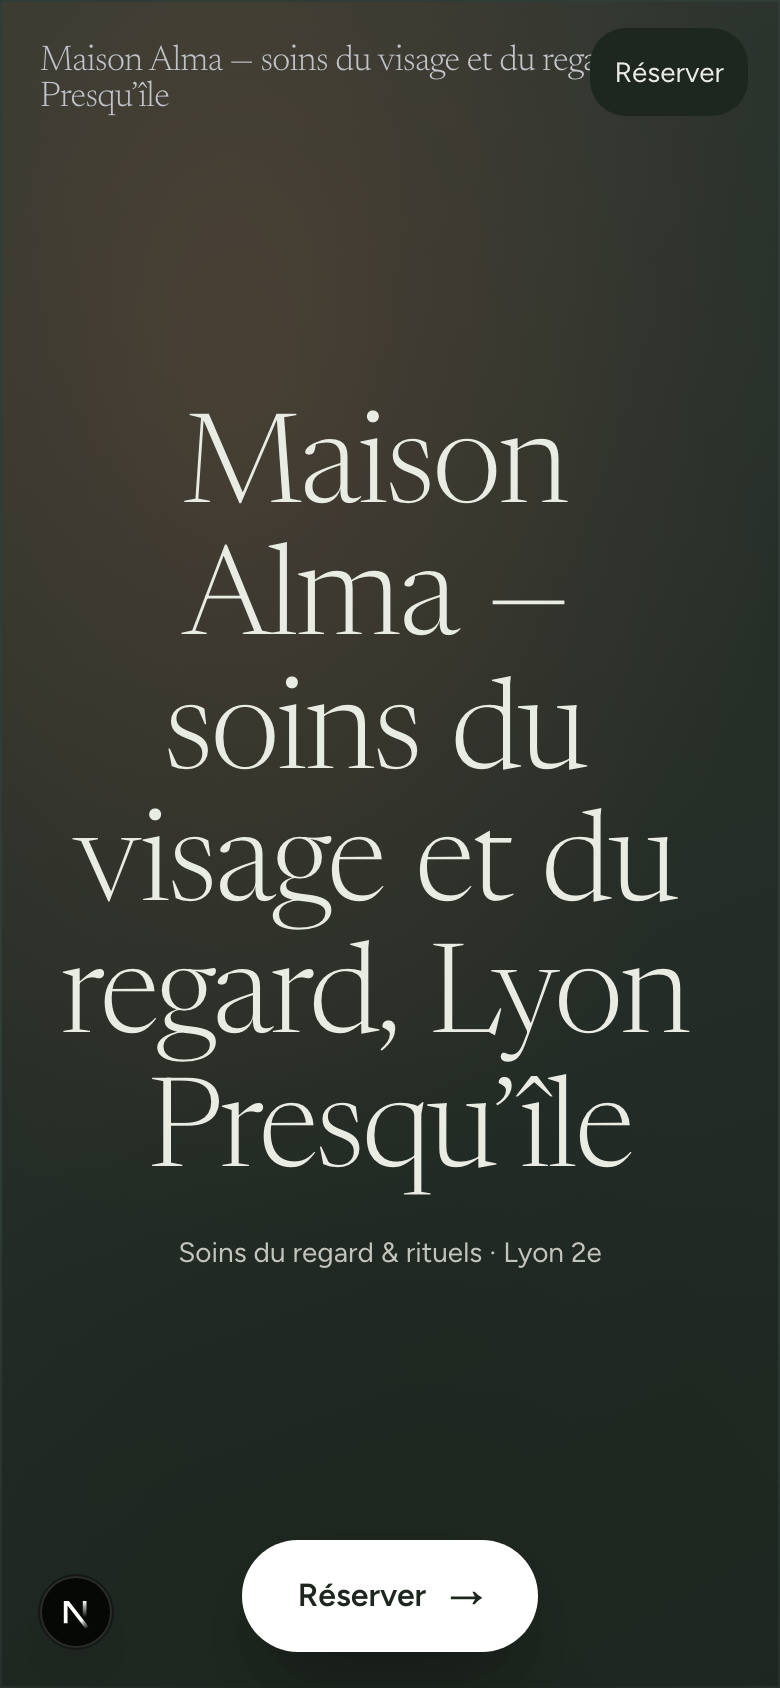 Maison Alma – soins du visage et du rega
Presqu’île
Réserver
Maison
Alma –
soins du
visage et du
regard, Lyon
Presqu’île
Soins du regard & rituels · Lyon 2e
Réserver →
N